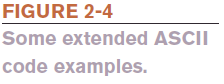 FIGURE 2-4
Some extended ASCII
code examples.